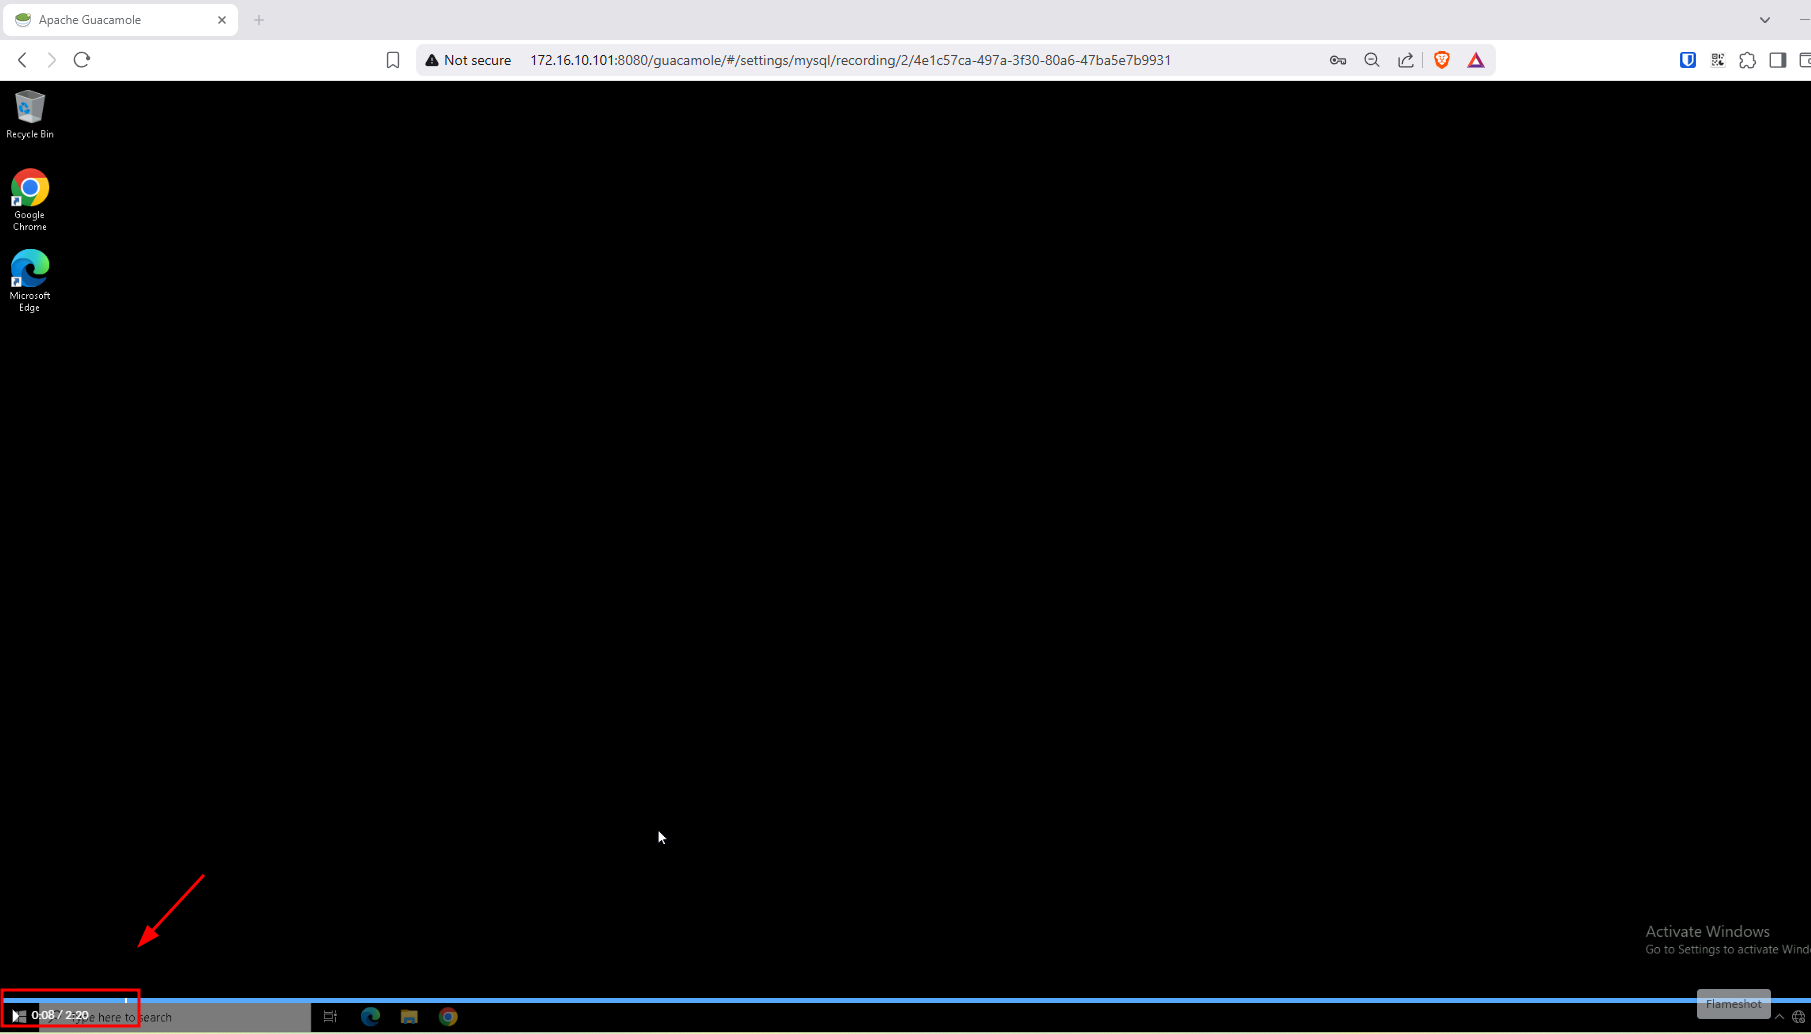 Apache Guacamole
Not secure 172.16.10.101:8080/guacamole/#/settings/mysql/recording/2/4e1c57ca-497a-3f30-80a6-47ba5e7b9931
Recycle Bin
Google
Chrome
Microsoft
Edge
Activate Windows
Go to Settings to activate Wind
Flameshot
0:08 / 2:20
Type here to search